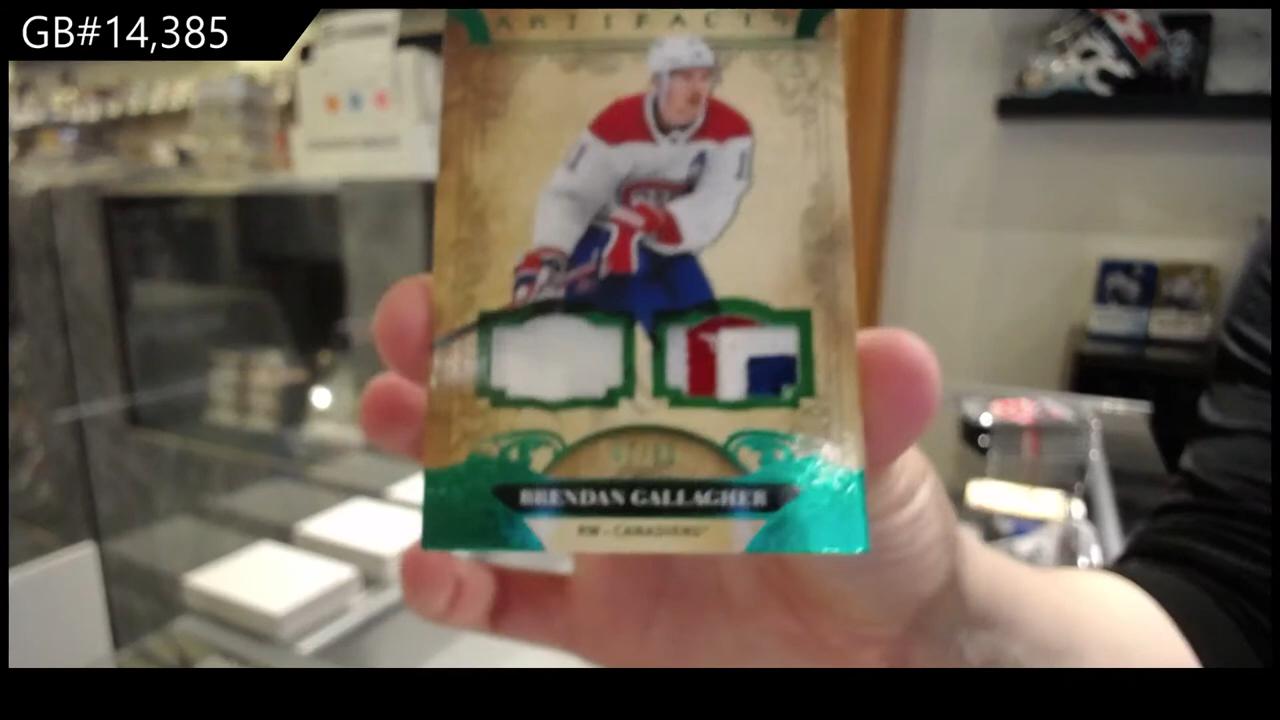 GB#14,385
ARTIFACTS
BRENDAN GALLAGHER
RW - CANADIENS